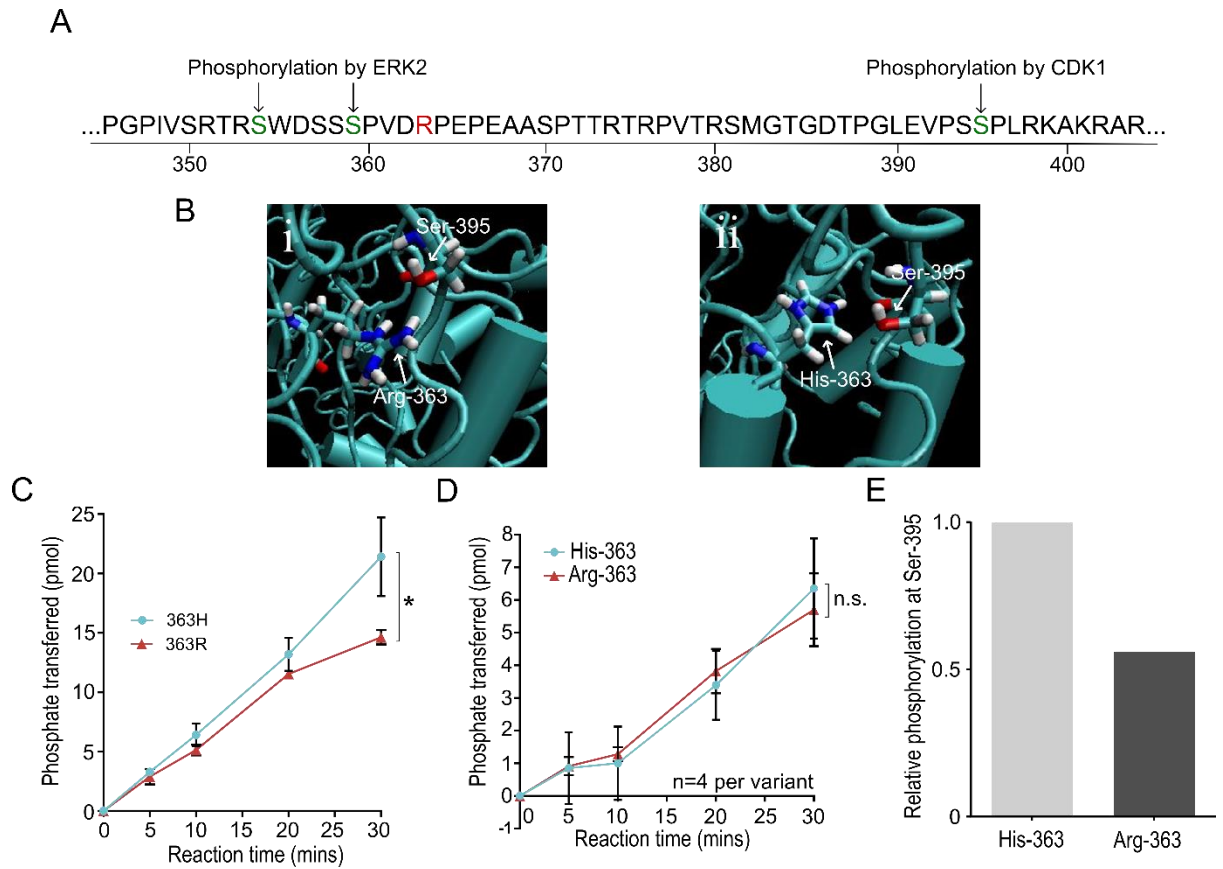 A
Phosphorylation by ERK2 Phosphorylation by CDK1
...PGPIVSRTRSWDSSSPVDRPEPEAASPTTRTRPVTRSMGTGDTPGLEVPSSPLRKAKRAR...
350 360 370 380 390 400
B
i Ser-395 Arg-363
ii Ser-395 His-363
C
Phosphate transferred (pmol)
25
20
15
10
5
0
363H
363R
*
0 5 10 20 30
Reaction time (mins)
D
Phosphate transferred (pmol)
8
7
6
5
4
3
2
1
0
-1
His-363
Arg-363
n.s.
n=4 per variant
0 5 10 20 30
Reaction time (mins)
E
Relative phosphorylation at Ser-395
1.0
0.5
0
His-363 Arg-363